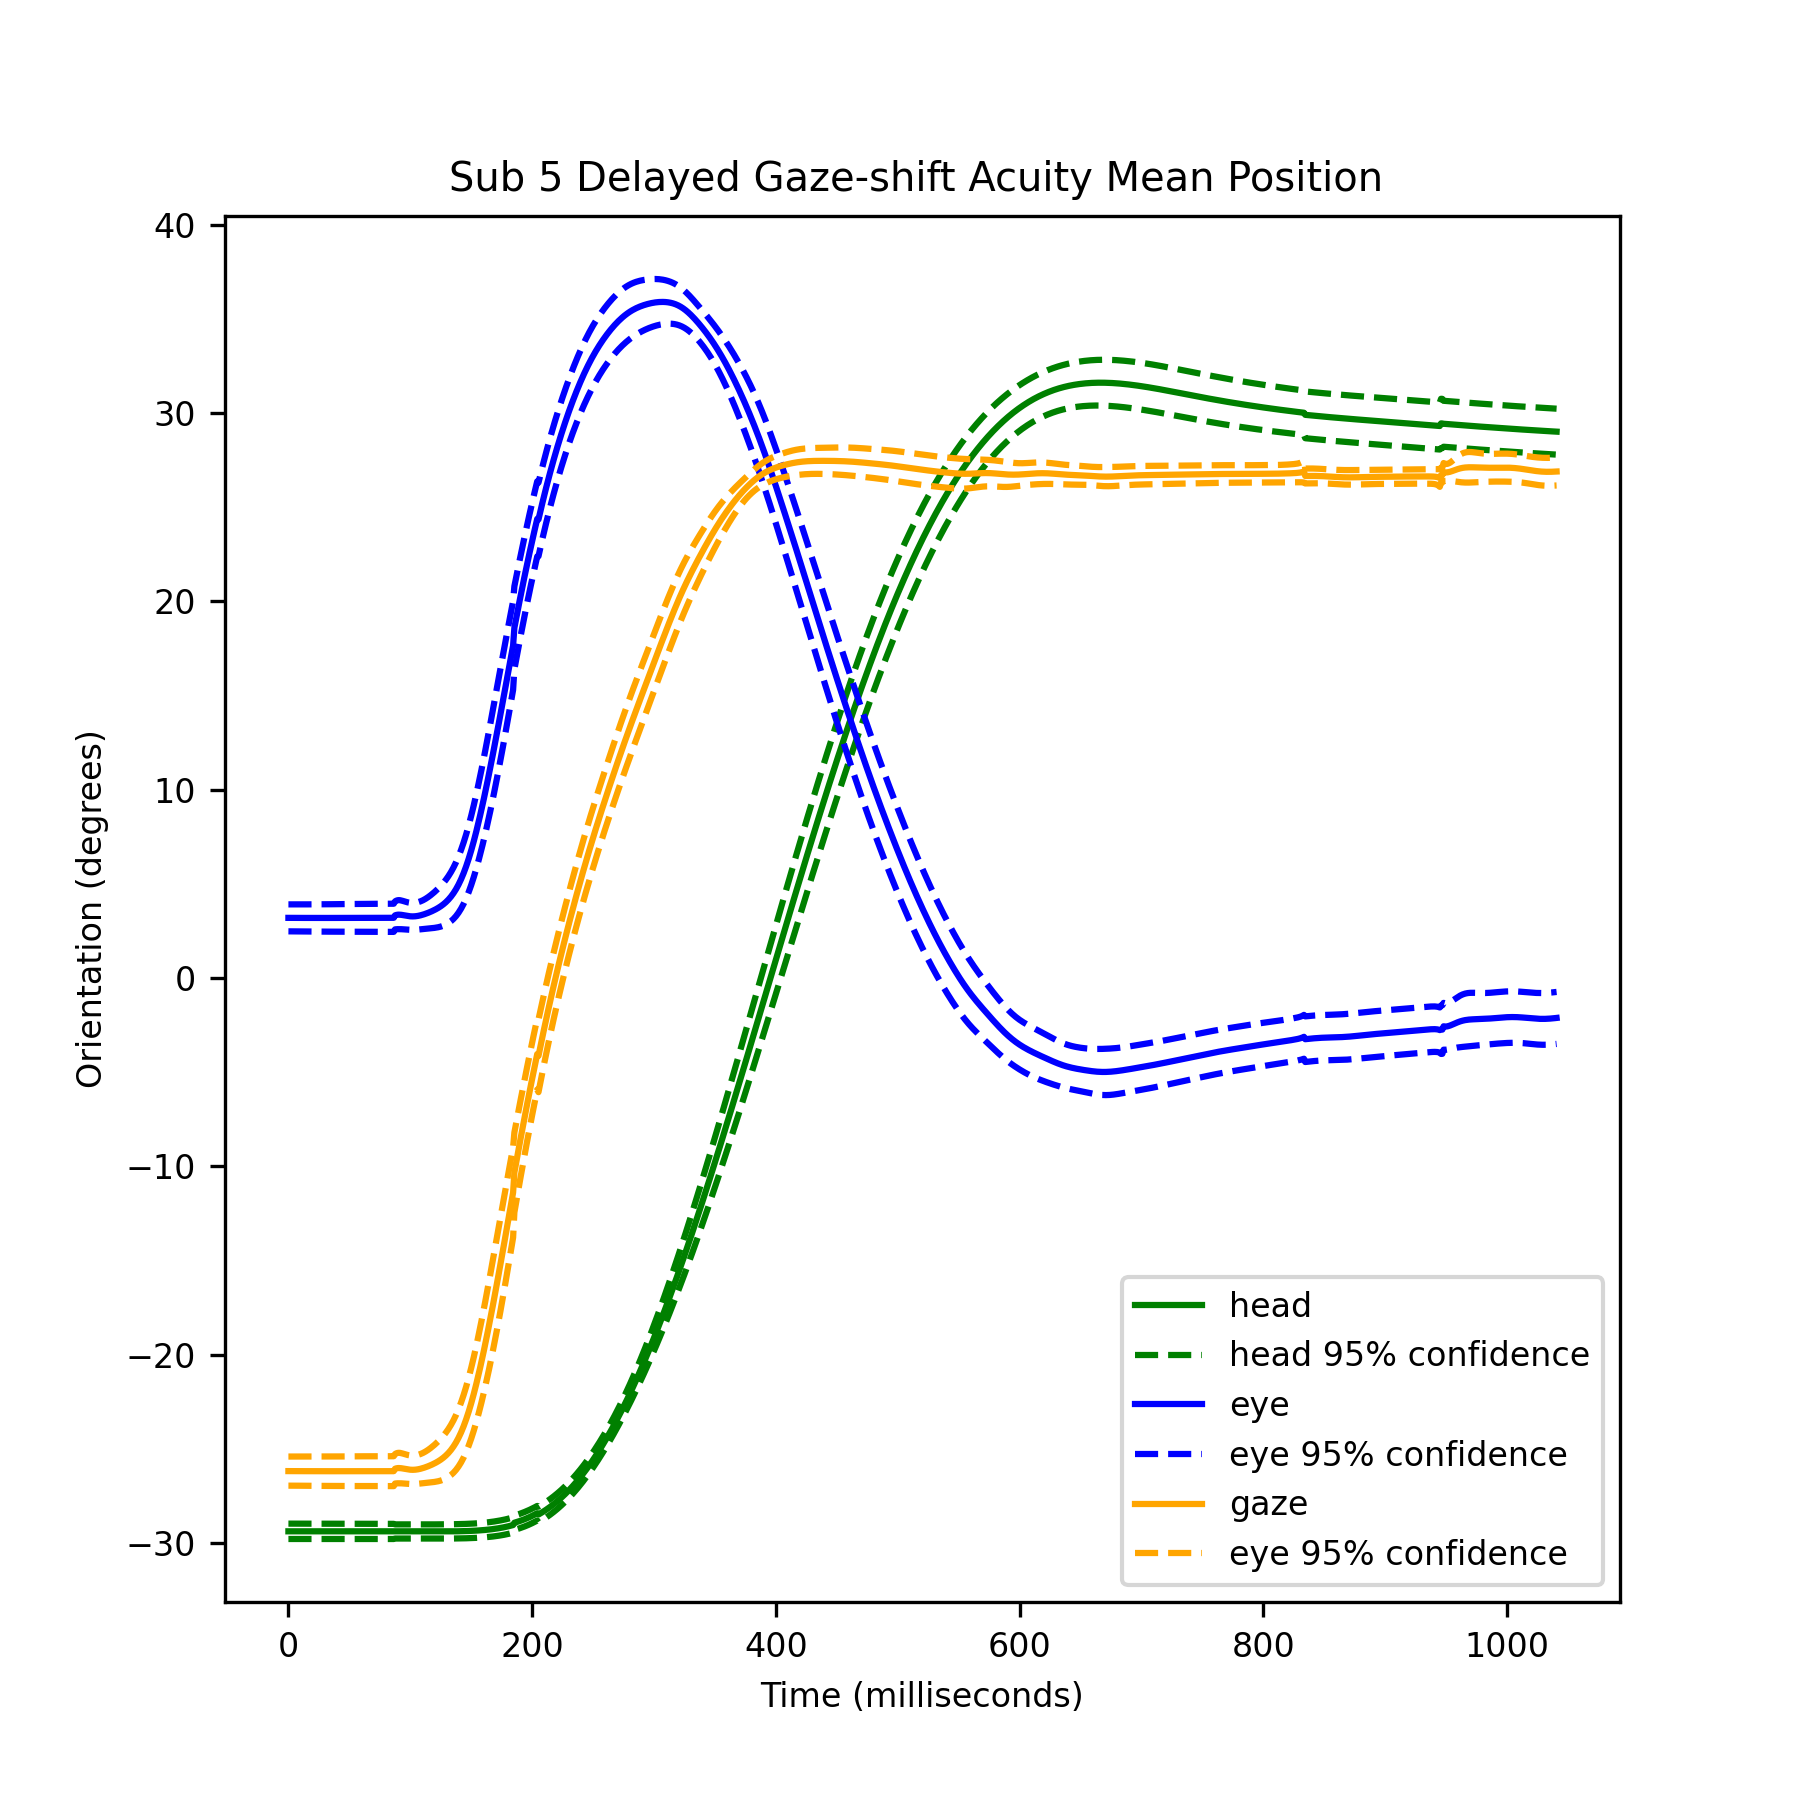 Sub 5 Delayed Gaze-shift Acuity Mean Position
40
30
20
10
0
−10
−20
−30
Orientation (degrees)
0 200 400 600 800 1000
Time (milliseconds)
head
head 95% confidence
eye
eye 95% confidence
gaze
eye 95% confidence